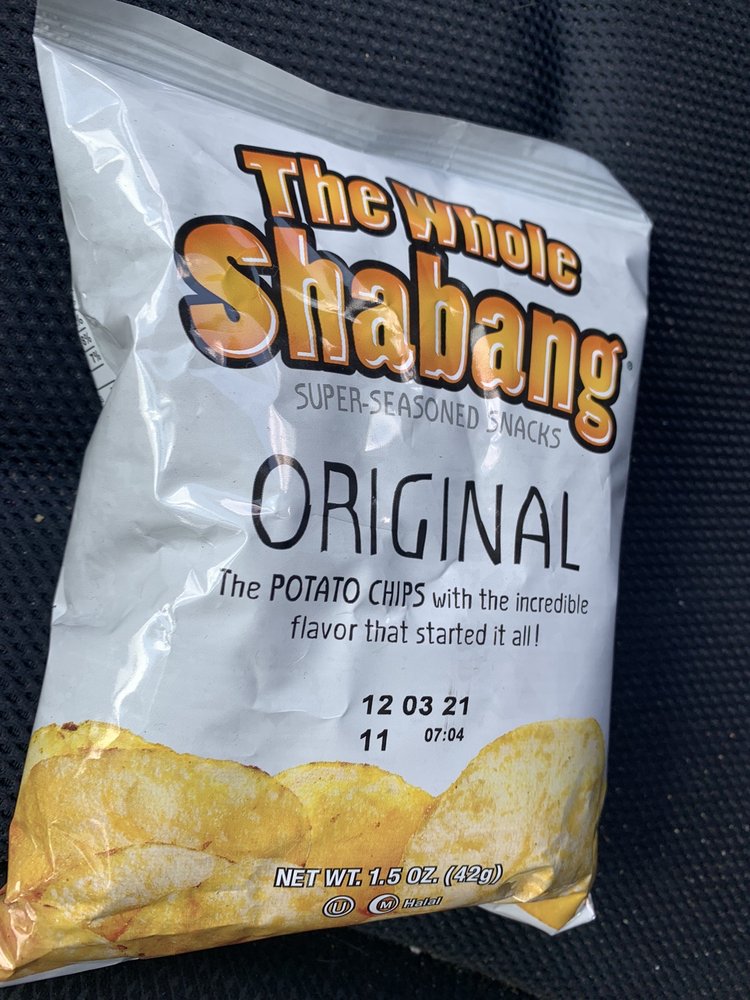 The Whole
Shabang®
SUPER-SEASONED SNACKS
ORIGINAL
The POTATO CHIPS with the incredible
flavor that started it all!
12 03 21
11 07:04
NET WT. 1.5 OZ. (42g)
U M Halal